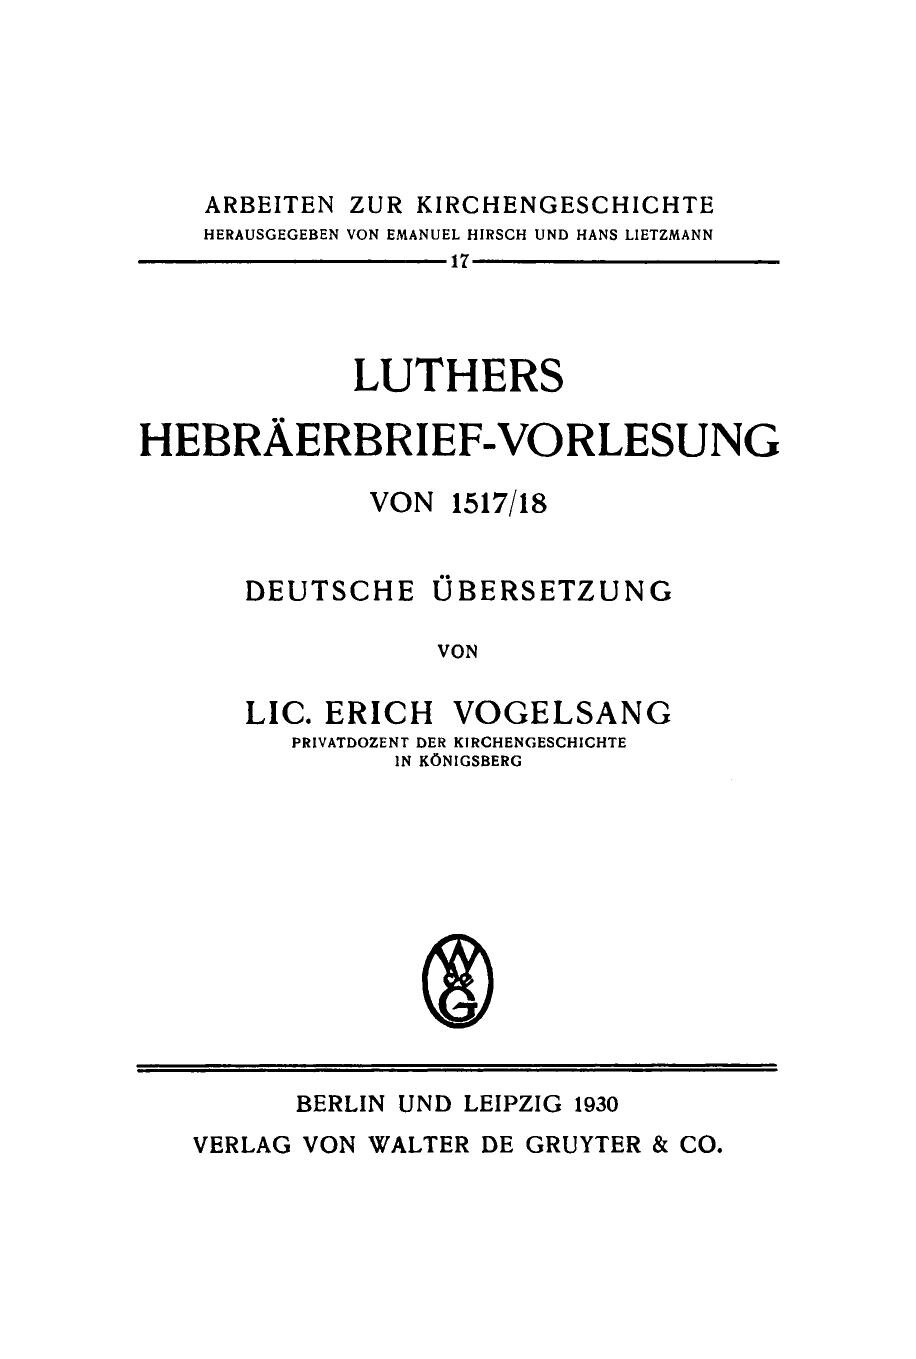 ARBEITEN ZUR KIRCHENGESCHICHTE
HERAUSGEGEBEN VON EMANUEL HIRSCH UND HANS LIETZMANN
17
LUTHERS
HEBRÄERBRIEF-VORLESUNG
VON 1517/18
DEUTSCHE ÜBERSETZUNG
VON
LIC. ERICH VOGELSANG
PRIVATDOZENT DER KIRCHENGESCHICHTE
IN KÖNIGSBERG
W
de
G
BERLIN UND LEIPZIG 1930
VERLAG VON WALTER DE GRUYTER & CO.